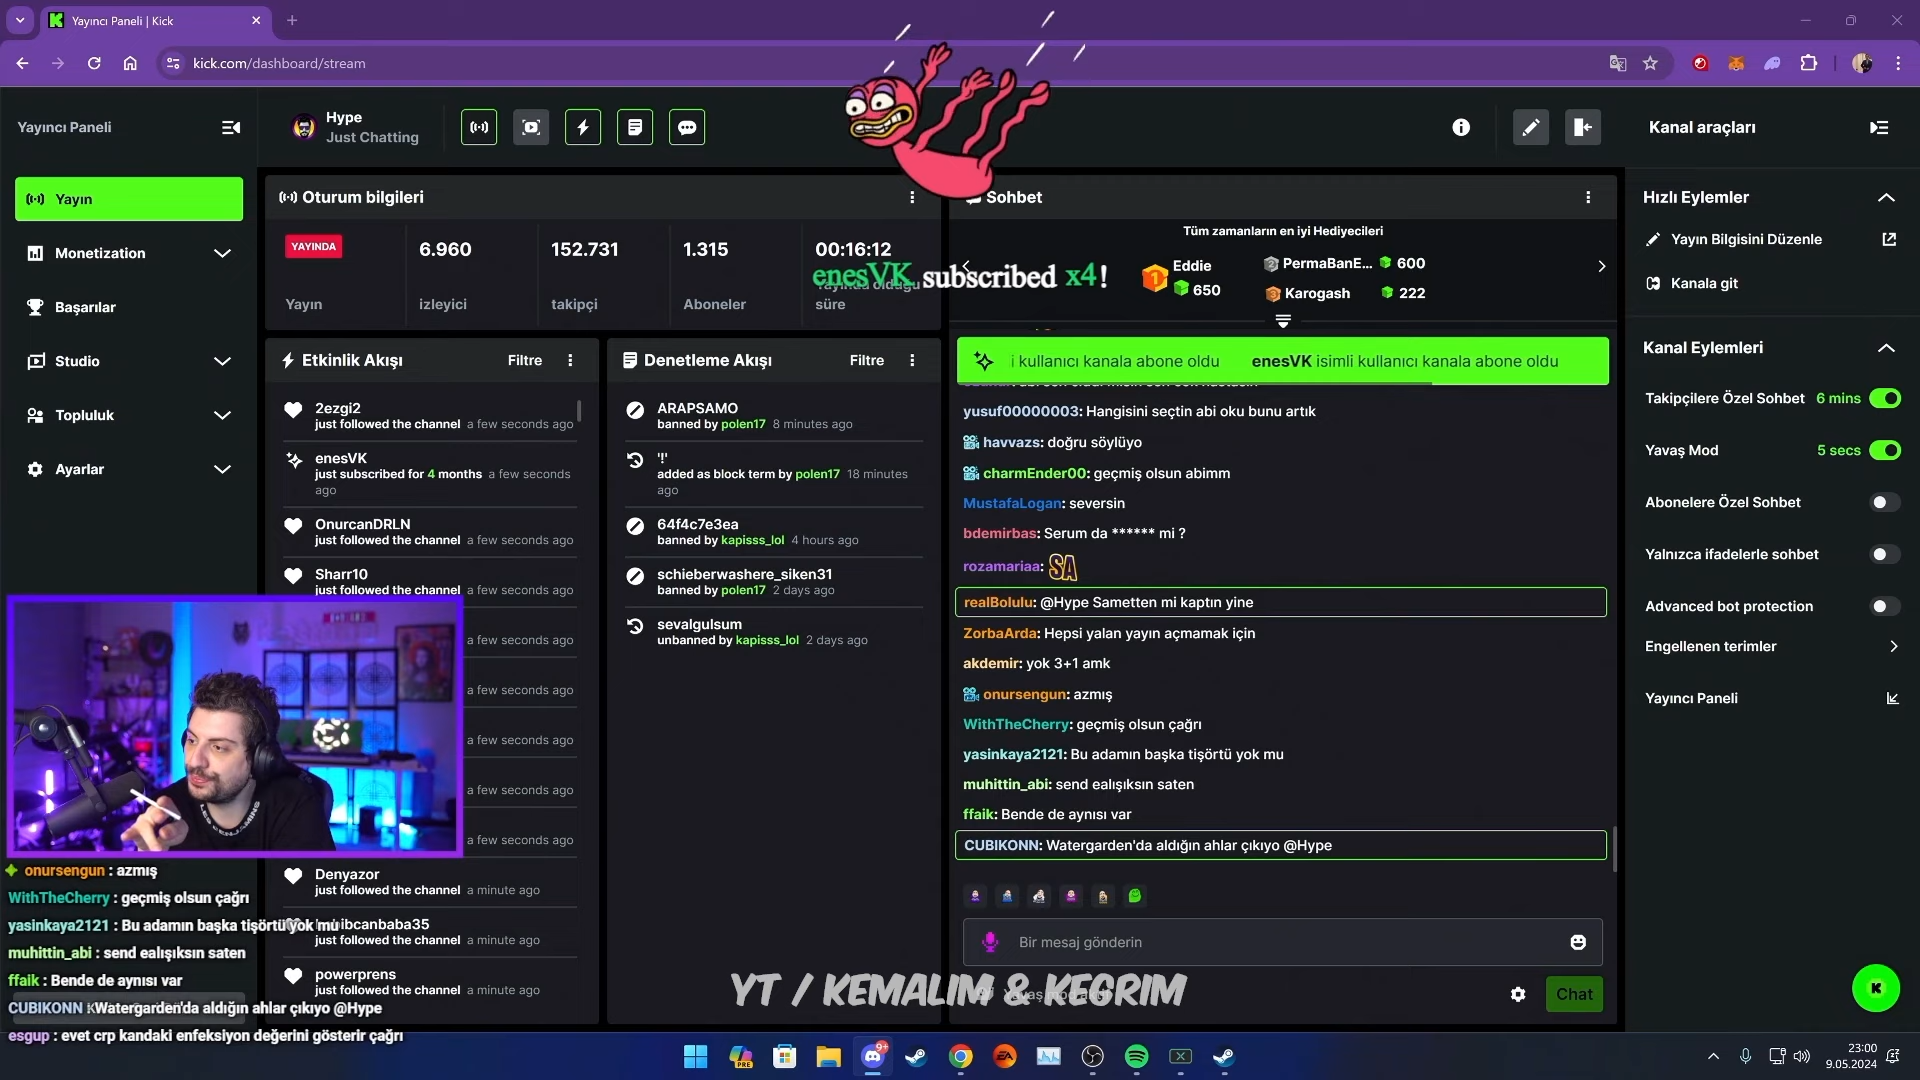 Yayıncı Paneli | Kick
kick.com/dashboard/stream
Yayıncı Paneli
Hype
Just Chatting
Kanal araçları
Yayın
Monetization
Başarılar
Studio
Topluluk
Ayarlar
Oturum bilgileri
YAYINDA
6.960
152.731
1.315
00:16:12
Yayın
izleyici
takipçi
Aboneler
süre
enesVK subscribed x4!
Etkinlik Akışı
Filtre
2ezgi2
just followed the channel a few seconds ago
enesVK
just subscribed for 4 months a few seconds
ago
OnurcanDRLN
just followed the channel a few seconds ago
Sharr10
just followed the channel a few seconds ago
a few seconds ago
a few seconds ago
a few seconds ago
a few seconds ago
a few seconds ago
Denyazor
just followed the channel a minute ago
just followed the channel a minute ago
powerprens
just followed the channel a minute ago
Denetleme Akışı
Filtre
ARAPSAMO
banned by polen17 8 minutes ago
'!'
added as block term by polen17 18 minutes
ago
64f4c7e3ea
banned by kapisss_lol 4 hours ago
schieberwashere_siken31
banned by polen17 2 days ago
sevalgulsum
unbanned by kapisss_lol 2 days ago
Sohbet
Tüm zamanların en iyi Hediyecileri
1
Eddie
650
2 PermaBanE... 600
3 Karogash 222
i kullanıcı kanala abone oldu
enesVK isimli kullanıcı kanala abone oldu
yusuf00000003: Hangisini seçtin abi oku bunu artık
havvazs: doğru söylüyo
charmEnder00: geçmiş olsun abimm
MustafaLogan: seversin
bdemirbas: Serum da ****** mi ?
rozamariaa: SA
realBolulu: @Hype Sametten mi kaptın yine
ZorbaArda: Hepsi yalan yayın açmamak için
akdemir: yok 3+1 amk
onursengun: azmış
WithTheCherry: geçmiş olsun çağrı
yasinkaya2121: Bu adamın başka tişörtü yok mu
muhittin_abi: send ealışıksın saten
ffaik: Bende de aynısı var
CUBIKONN: Watergarden'da aldığın ahlar çıkıyo @Hype
Bir mesaj gönderin
Chat
Hızlı Eylemler
Yayın Bilgisini Düzenle
Kanala git
Kanal Eylemleri
Takipçilere Özel Sohbet 6 mins
Yavaş Mod 5 secs
Abonelere Özel Sohbet
Yalnızca ifadelerle sohbet
Advanced bot protection
Engellenen terimler
Yayıncı Paneli
K
LES BENJAMINS
onursengun : azmış
WithTheCherry : geçmiş olsun çağrı
yasinkaya2121 : Bu adamın başka tişörtü yok mu
muhittin_abi : send ealışıksın saten
ffaik : Bende de aynısı var
CUBIKONN : Watergarden'da aldığın ahlar çıkıyo @Hype
esgup : evet crp kandaki enfeksiyon değerini gösterir çağrı
YT / KEMALIM & KEGRIM
PRE
9+
EA
23:00
9.05.2024